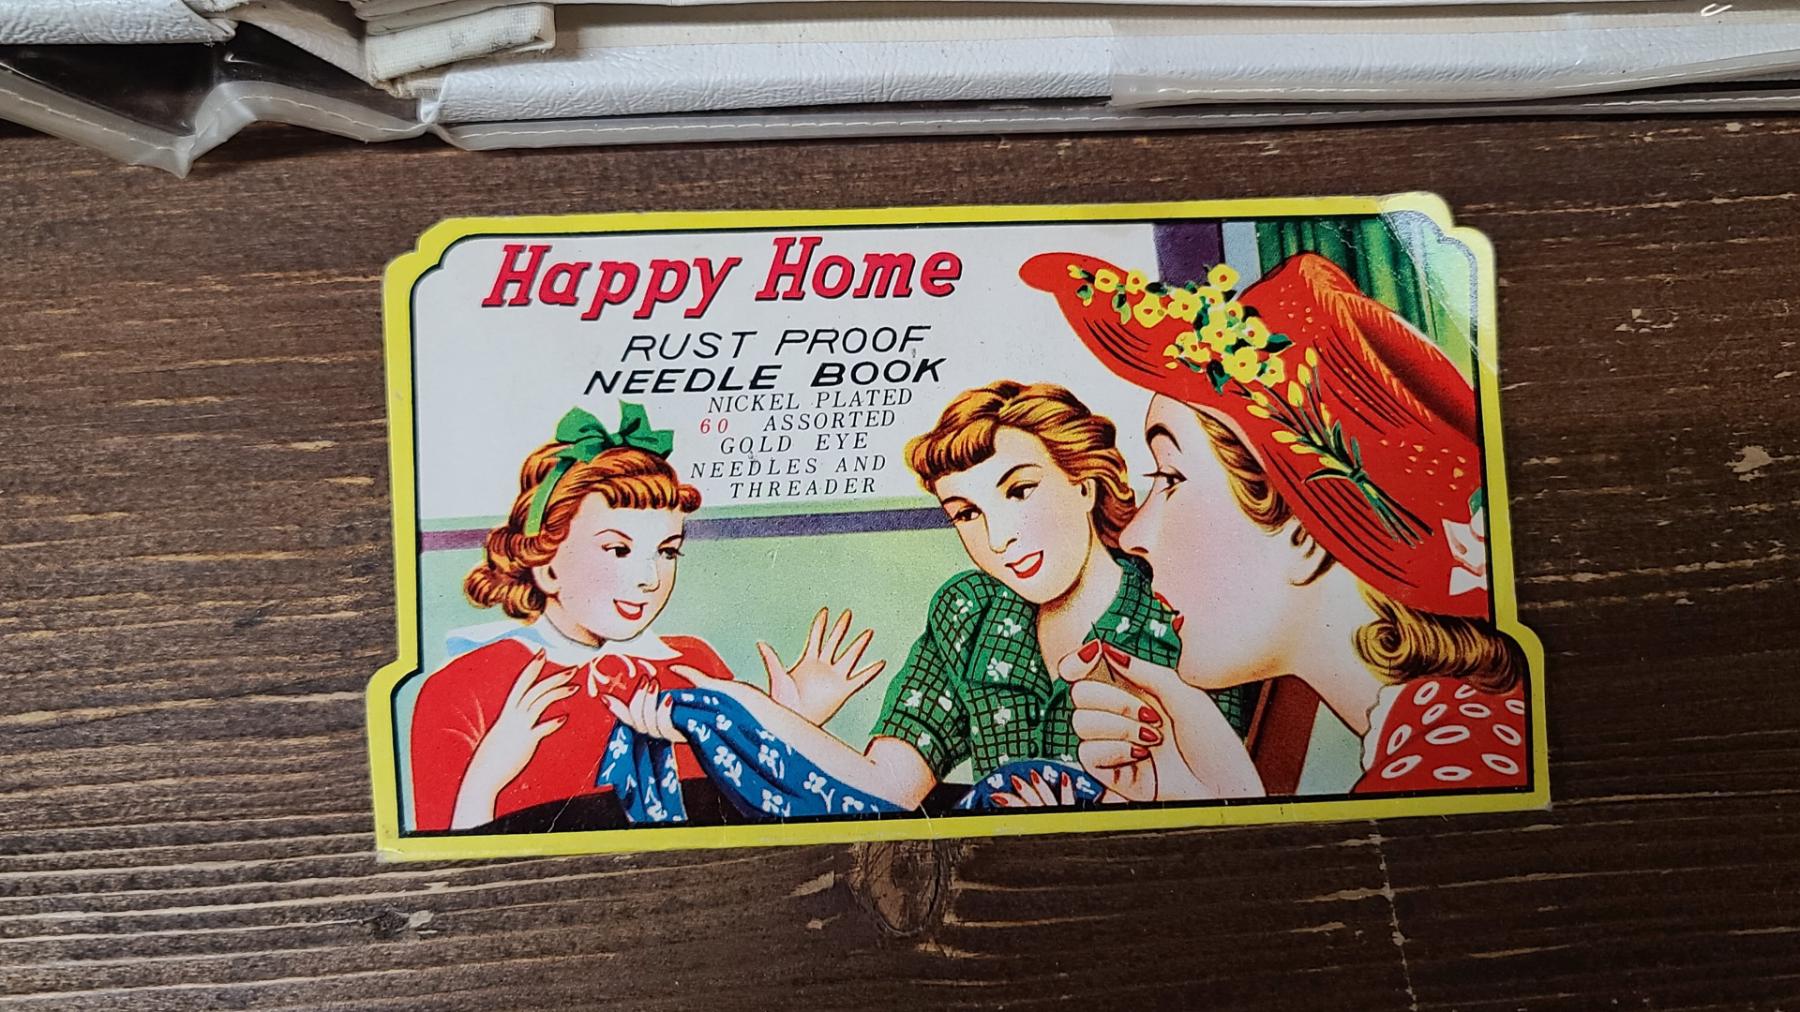 Happy Home
RUST PROOF
NEEDLE BOOK
NICKEL PLATED
60 ASSORTED
GOLD EYE
NEEDLES AND
THREADER